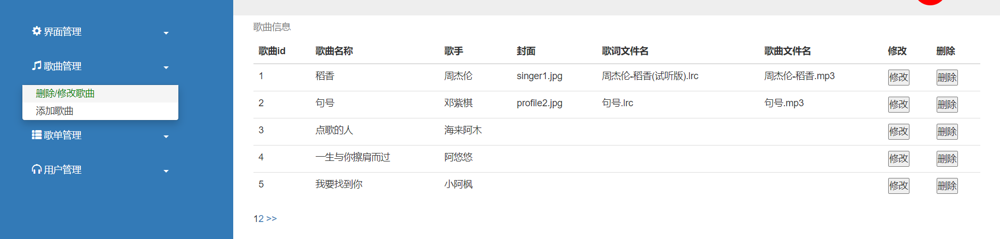 界面管理
歌曲管理
删除/修改歌曲
添加歌曲
歌单管理
用户管理
歌曲信息
歌曲id 歌曲名称 歌手 封面 歌词文件名 歌曲文件名 修改 删除
1 稻香 周杰伦 singer1.jpg 周杰伦-稻香(试听版).lrc 周杰伦-稻香.mp3 修改 删除
2 句号 邓紫棋 profile2.jpg 句号.lrc 句号.mp3 修改 删除
3 点歌的人 海来阿木 修改 删除
4 一生与你擦肩而过 阿悠悠 修改 删除
5 我要找到你 小阿枫 修改 删除
12 >>